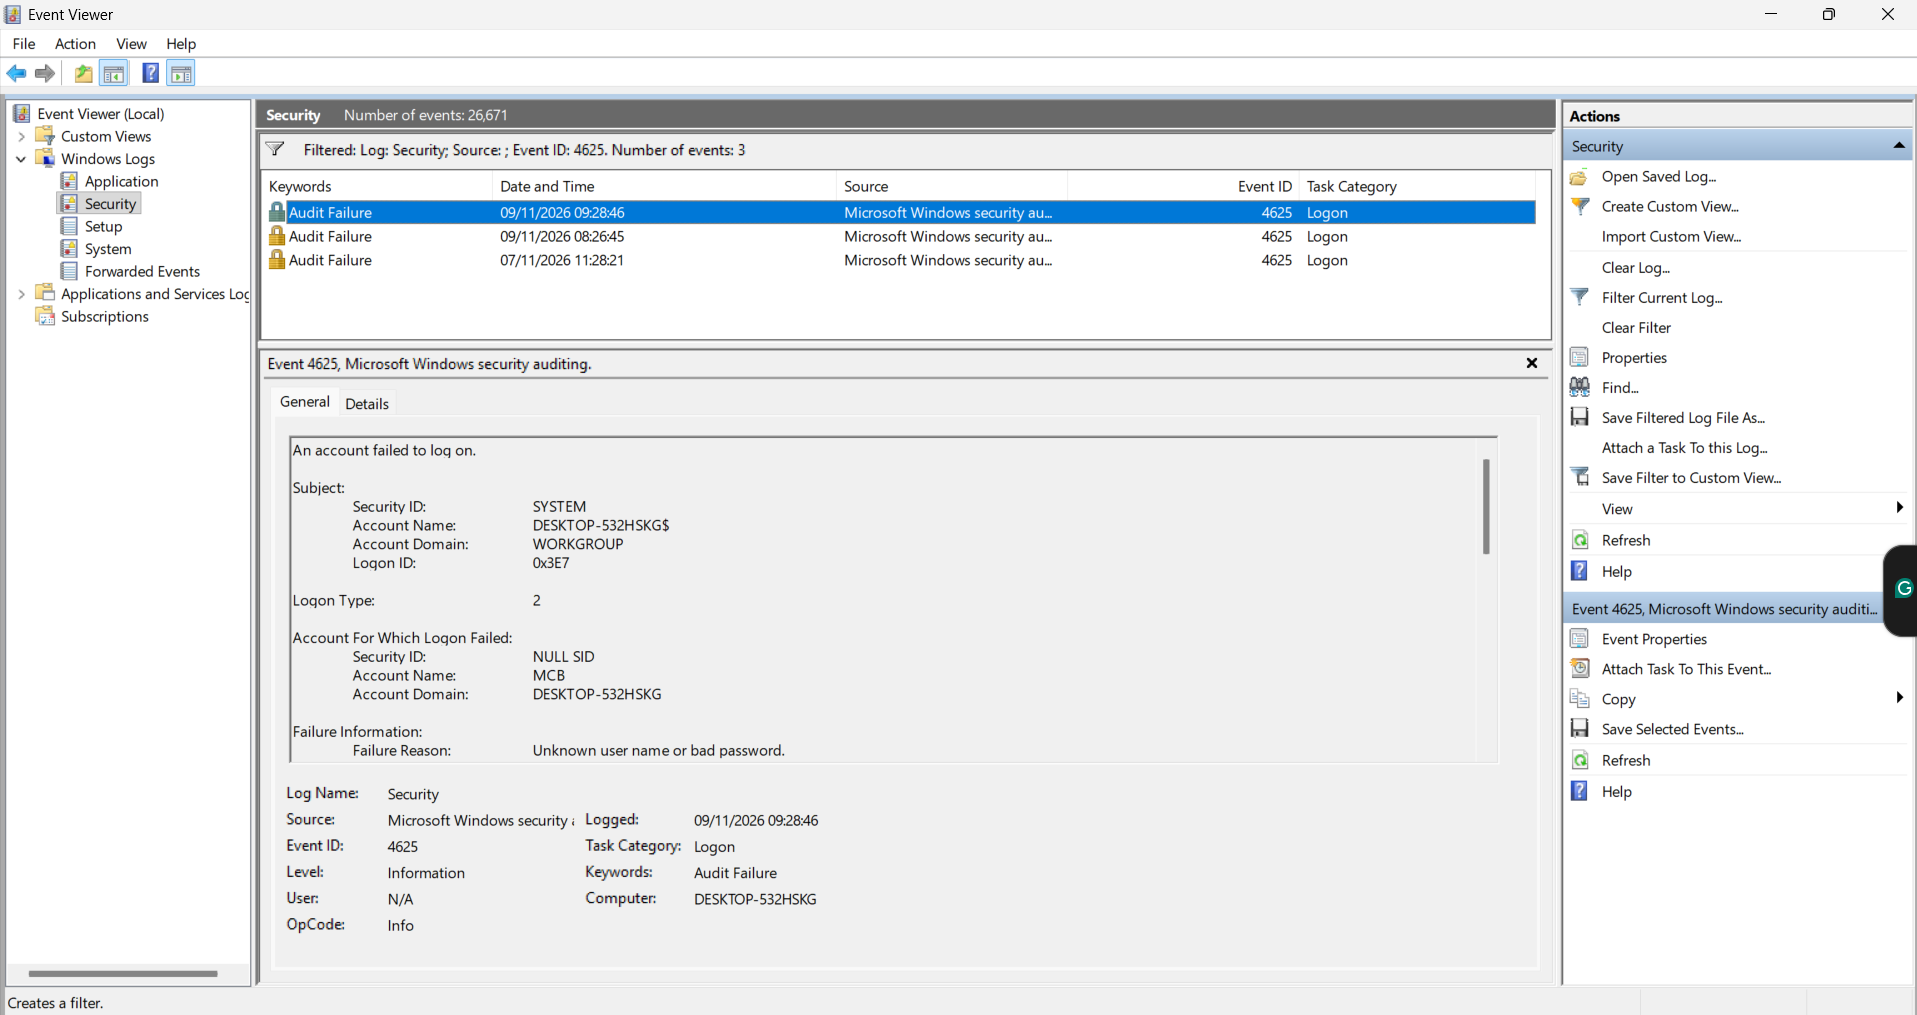 Event Viewer
File Action View Help
Event Viewer (Local)
Custom Views
Windows Logs
Application
Security
Setup
System
Forwarded Events
Applications and Services Log
Subscriptions
Security Number of events: 26,671
Filtered: Log: Security; Source: ; Event ID: 4625. Number of events: 3
Keywords Date and Time Source Event ID Task Category
Audit Failure 09/11/2026 09:28:46 Microsoft Windows security au... 4625 Logon
Audit Failure 09/11/2026 08:26:45 Microsoft Windows security au... 4625 Logon
Audit Failure 07/11/2026 11:28:21 Microsoft Windows security au... 4625 Logon
Event 4625, Microsoft Windows security auditing.
General Details
An account failed to log on.
Subject:
Security ID: SYSTEM
Account Name: DESKTOP-532HSKG$
Account Domain: WORKGROUP
Logon ID: 0x3E7
Logon Type: 2
Account For Which Logon Failed:
Security ID: NULL SID
Account Name: MCB
Account Domain: DESKTOP-532HSKG
Failure Information:
Failure Reason: Unknown user name or bad password.
Log Name: Security
Source: Microsoft Windows security Logged: 09/11/2026 09:28:46
Event ID: 4625 Task Category: Logon
Level: Information Keywords: Audit Failure
User: N/A Computer: DESKTOP-532HSKG
OpCode: Info
Actions
Security
Open Saved Log...
Create Custom View...
Import Custom View...
Clear Log...
Filter Current Log...
Clear Filter
Properties
Find...
Save Filtered Log File As...
Attach a Task To this Log...
Save Filter to Custom View...
View
Refresh
Help
Event 4625, Microsoft Windows security auditi...
Event Properties
Attach Task To This Event...
Copy
Save Selected Events...
Refresh
Help
Creates a filter.